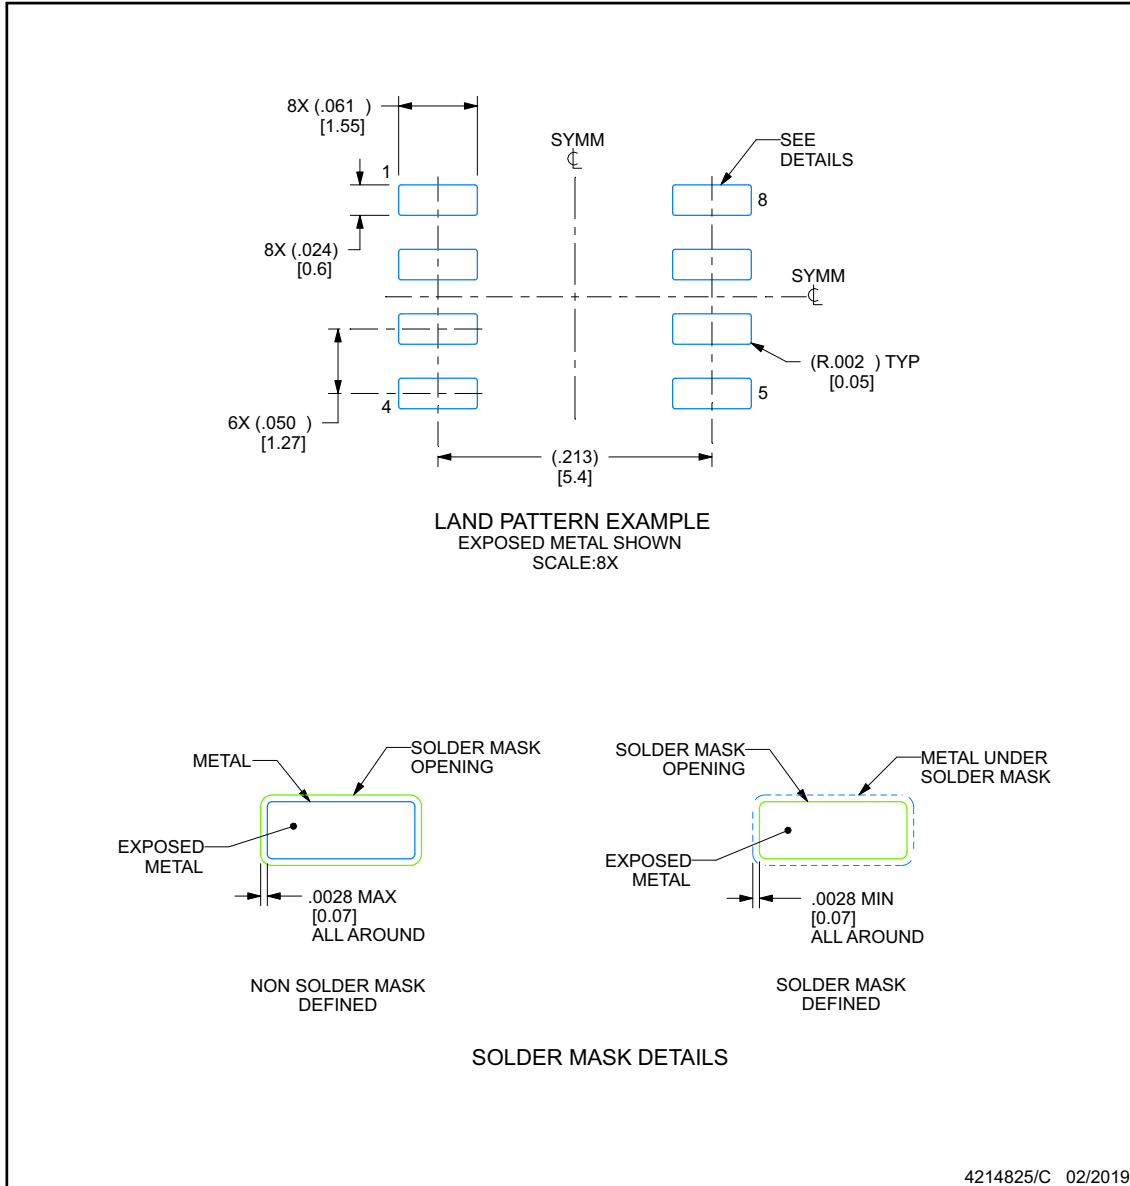 8X (.061 )
[1.55]
SYMM
SEE
DETAILS
1
8
8X (.024)
[0.6]
SYMM
(R.002 ) TYP
[0.05]
4
5
6X (.050 )
[1.27]
(.213)
[5.4]
LAND PATTERN EXAMPLE
EXPOSED METAL SHOWN
SCALE:8X
METAL
SOLDER MASK
OPENING
EXPOSED
METAL
.0028 MAX
[0.07]
ALL AROUND
NON SOLDER MASK
DEFINED
SOLDER MASK
OPENING
METAL UNDER
SOLDER MASK
EXPOSED
METAL
.0028 MIN
[0.07]
ALL AROUND
SOLDER MASK
DEFINED
SOLDER MASK DETAILS
4214825/C 02/2019